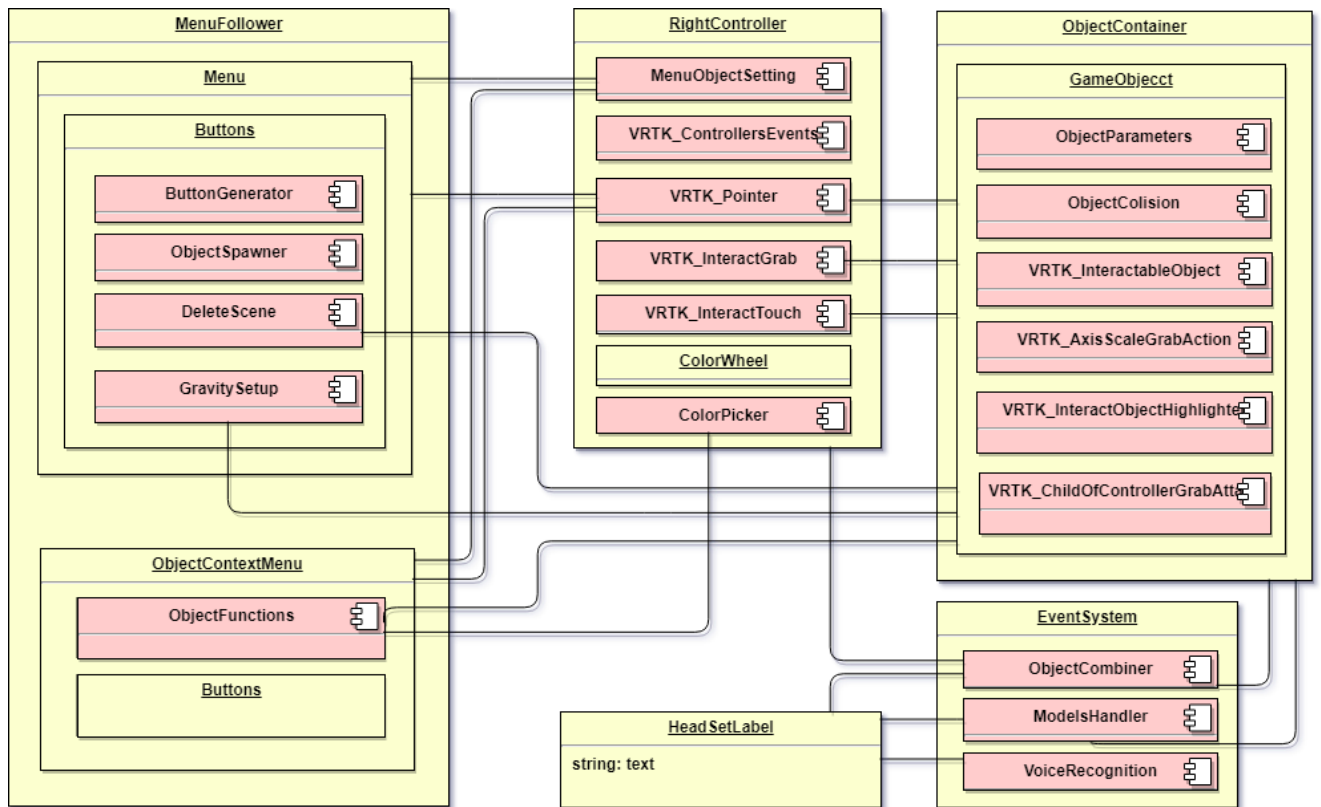 MenuFollower
Menu
Buttons
ButtonGenerator
ObjectSpawner
DeleteScene
GravitySetup
ObjectContextMenu
ObjectFunctions
Buttons
RightController
MenuObjectSetting
VRTK_ControllersEvents
VRTK_Pointer
VRTK_InteractGrab
VRTK_InteractTouch
ColorWheel
ColorPicker
ObjectContainer
GameObjecct
ObjectParameters
ObjectColision
VRTK_InteractableObject
VRTK_AxisScaleGrabAction
VRTK_InteractObjectHighlighte
VRTK_ChildOfControllerGrabAtta
EventSystem
ObjectCombiner
ModelsHandler
VoiceRecognition
HeadSetLabel
string: text